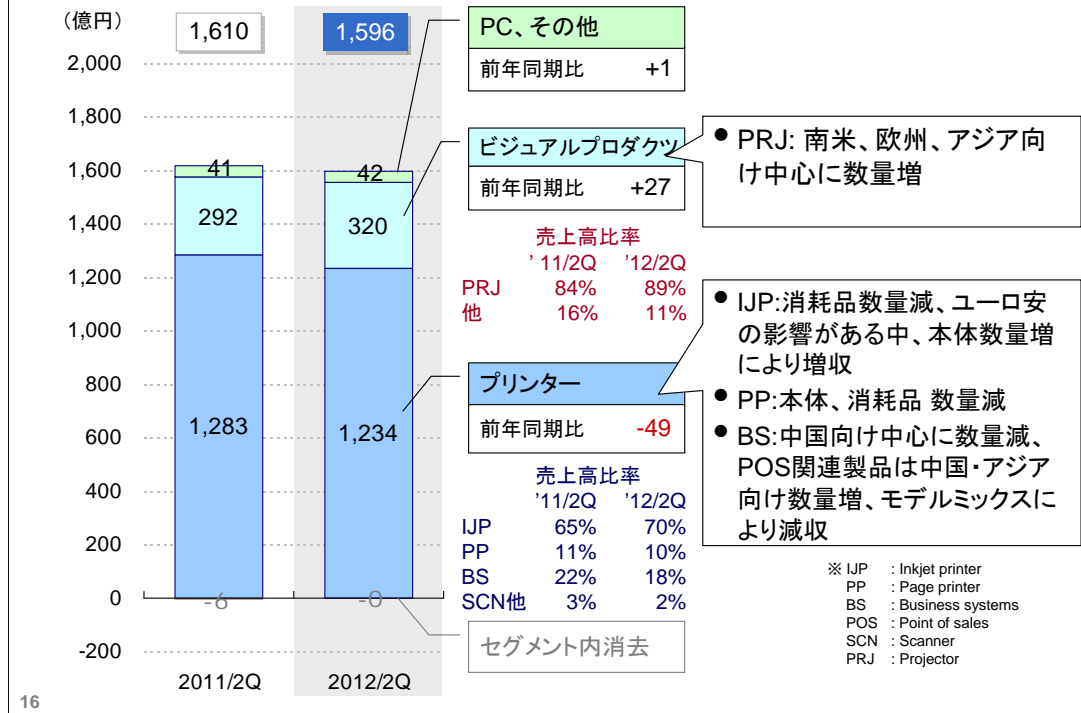 (億円)
1,610
1,596
2,000
1,800
1,600
1,400
1,200
1,000
800
600
400
200
0
-200
41
292
1,283
-6
42
320
1,234
-0
2011/2Q
2012/2Q
PC、その他
前年同期比 +1
ビジュアルプロダクツ
前年同期比 +27
売上高比率
’11/2Q ’12/2Q
PRJ 84% 89%
他 16% 11%
プリンター
前年同期比 -49
売上高比率
’11/2Q ’12/2Q
IJP 65% 70%
PP 11% 10%
BS 22% 18%
SCN他 3% 2%
セグメント内消去
● PRJ: 南米、欧州、アジア向
け中心に数量増
● IJP:消耗品数量減、ユーロ安
の影響がある中、本体数量増
により増収
● PP:本体、消耗品 数量減
● BS:中国向け中心に数量減、
POS関連製品は中国・アジア
向け数量増、モデルミックスに
より減収
※ IJP : Inkjet printer
PP : Page printer
BS : Business systems
POS : Point of sales
SCN : Scanner
PRJ : Projector
16